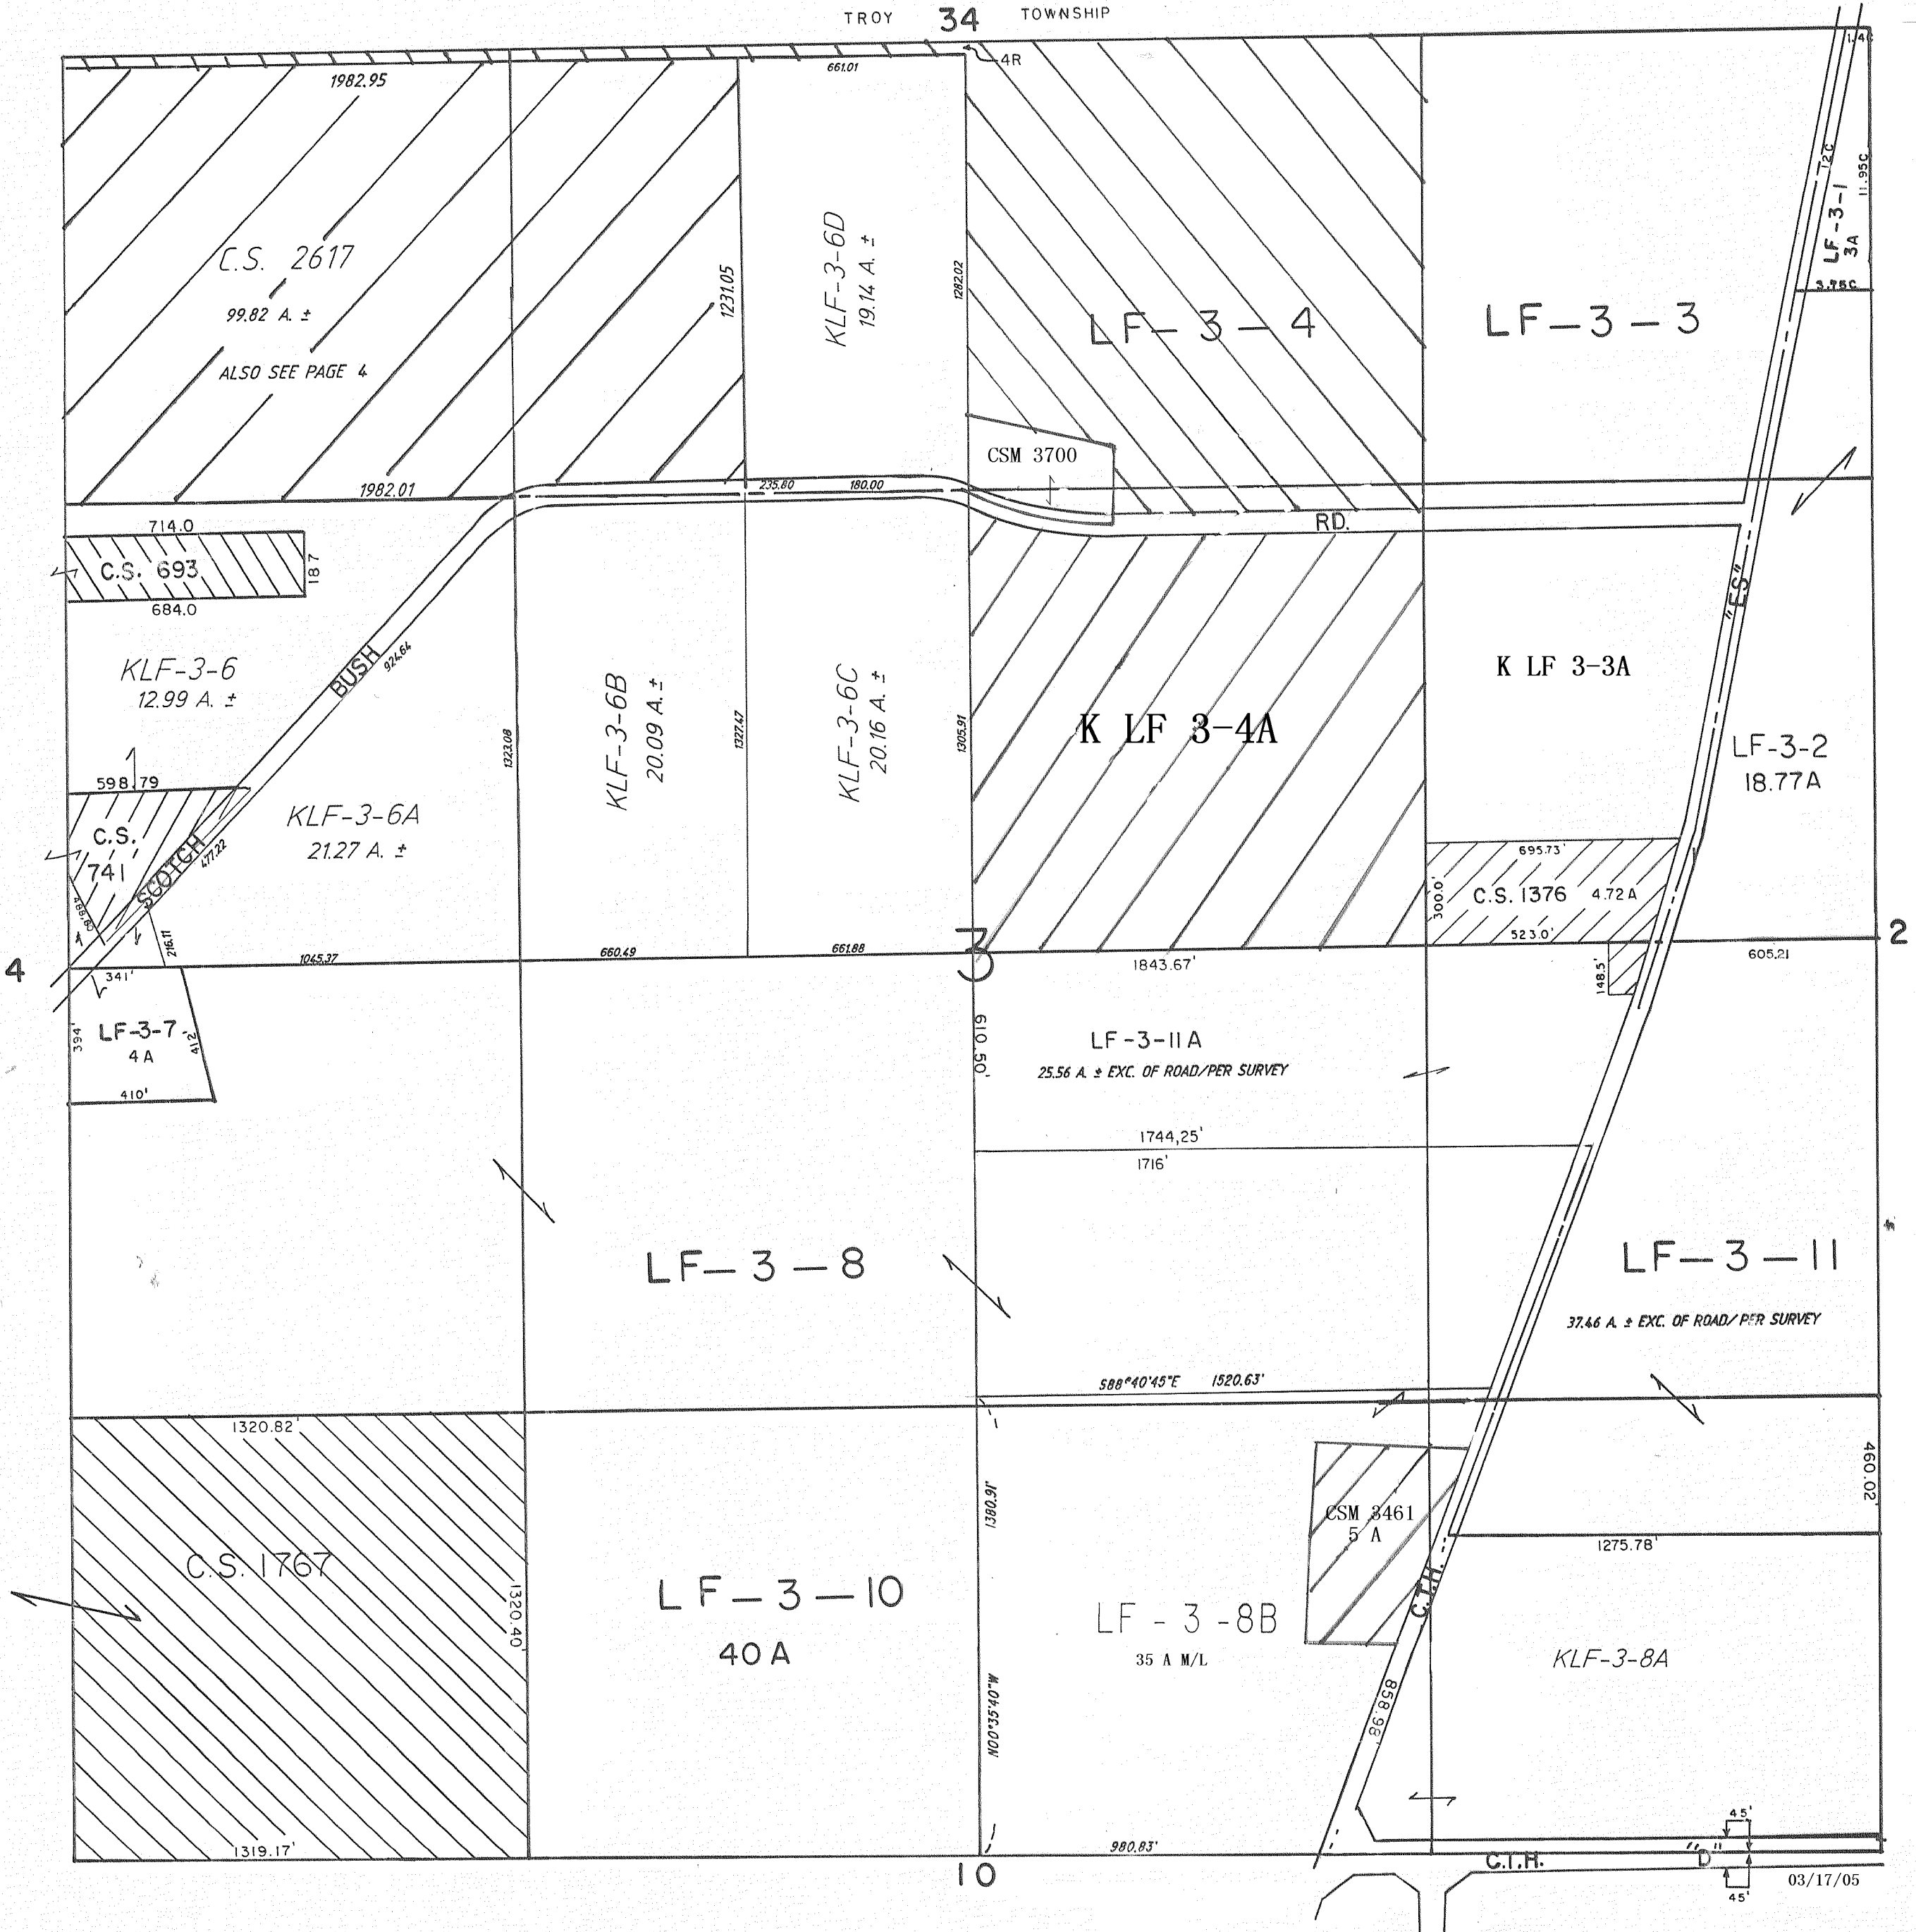 TROY 34 TOWNSHIP
4R
1982.95
661.01
C.S. 2617
99.82 A. ±
ALSO SEE PAGE 4
1982.01
1231.05
KLF-3-6D
19.14 A. ±
1282.02
LF-3-4
LF-3-3
12C
LF-3-1
3A
11.95C
3.75C
CSM 3700
235.80
180.00
RD.
714.0
C.S. 693
187
684.0
KLF-3-6
12.99 A. ±
BUSH
924.64
"ES"
K LF 3-3A
KLF-3-6B
20.09 A. ±
1323.08
1327.47
KLF-3-6C
20.16 A. ±
1305.91
K LF 3-4A
LF-3-2
18.77A
598.79
C.S.
741
SCOTCH
477.22
KLF-3-6A
21.27 A. ±
216.11
695.73'
300.0'
C.S. 1376 4.72A
523.0'
148.5'
605.21
2
4
341'
1045.37
660.49
661.88
3
1843.67'
LF-3-7
4 A
394'
412'
410'
610.50'
LF-3-11A
25.56 A. ± EXC. OF ROAD/PER SURVEY
1744,25'
1716'
LF-3-8
LF-3-11
37.46 A. ± EXC. OF ROAD/PER SURVEY
S88°40'45"E 1520.63'
1320.82'
C.S. 1767
1320.40'
1319.17'
LF-3-10
40 A
1380.91'
N00°35'40"W
CSM 3461
5 A
LF-3-8B
35 A M/L
C.T.H.
858.98'
460.02'
1275.78'
KLF-3-8A
980.83'
10
C.T.H. "D"
45'
45'
03/17/05